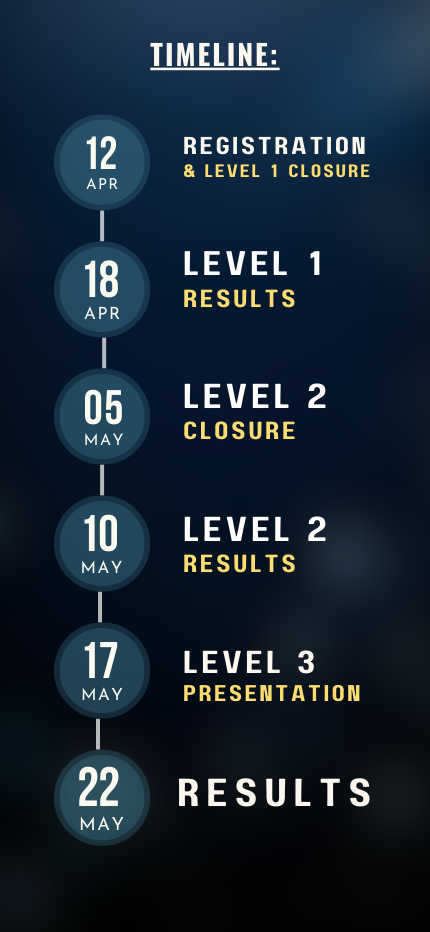 TIMELINE:
12
APR
REGISTRATION
& LEVEL 1 CLOSURE
18
APR
LEVEL 1
RESULTS
05
MAY
LEVEL 2
CLOSURE
10
MAY
LEVEL 2
RESULTS
17
MAY
LEVEL 3
PRESENTATION
22
MAY
RESULTS